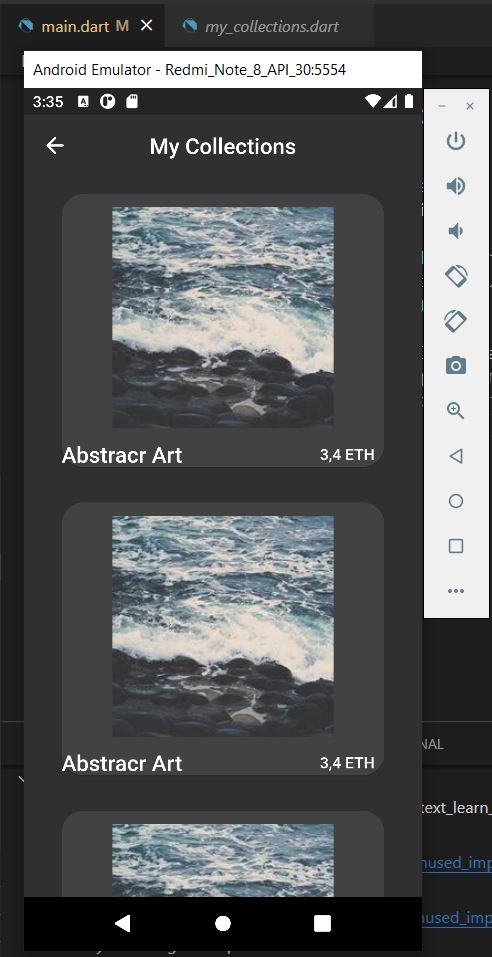 main.dart M
my_collections.dart
Android Emulator - Redmi_Note_8_API_30:5554
3:35
My Collections
Abstracr Art 3,4 ETH
Abstracr Art 3,4 ETH
NAL
text_learn_
nused_imp
nused_imp